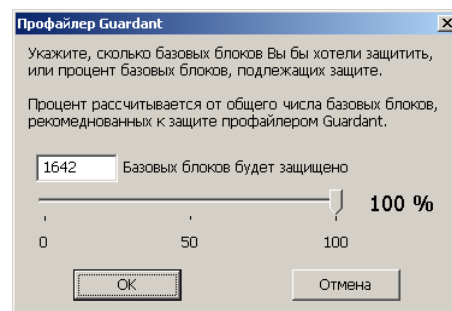 Профайлер Guardant
Укажите, сколько базовых блоков Вы бы хотели защитить,
или процент базовых блоков, подлежащих защите.
Процент рассчитывается от общего числа базовых блоков,
рекомеднованных к защите профайлером Guardant.
1642 Базовых блоков будет защищено
100 %
0 50 100
OK Отмена